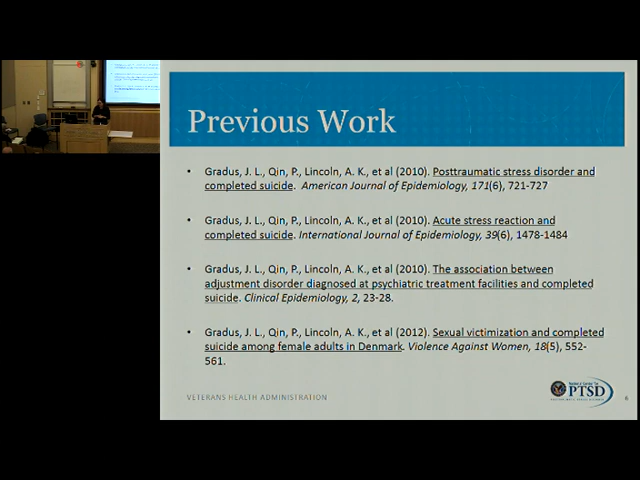 Previous Work
• Gradus, J. L., Qin, P., Lincoln, A. K., et al (2010). Posttraumatic stress disorder and
completed suicide. American Journal of Epidemiology, 171(6), 721-727
• Gradus, J. L., Qin, P., Lincoln, A. K., et al (2010). Acute stress reaction and
completed suicide. International Journal of Epidemiology, 39(6), 1478-1484
• Gradus, J. L., Qin, P., Lincoln, A. K., et al (2010). The association between
adjustment disorder diagnosed at psychiatric treatment facilities and completed
suicide. Clinical Epidemiology, 2, 23-28.
• Gradus, J. L., Qin, P., Lincoln, A. K., et al (2012). Sexual victimization and completed
suicide among female adults in Denmark. Violence Against Women, 18(5), 552-
561.
VETERANS HEALTH ADMINISTRATION
PTSD
6